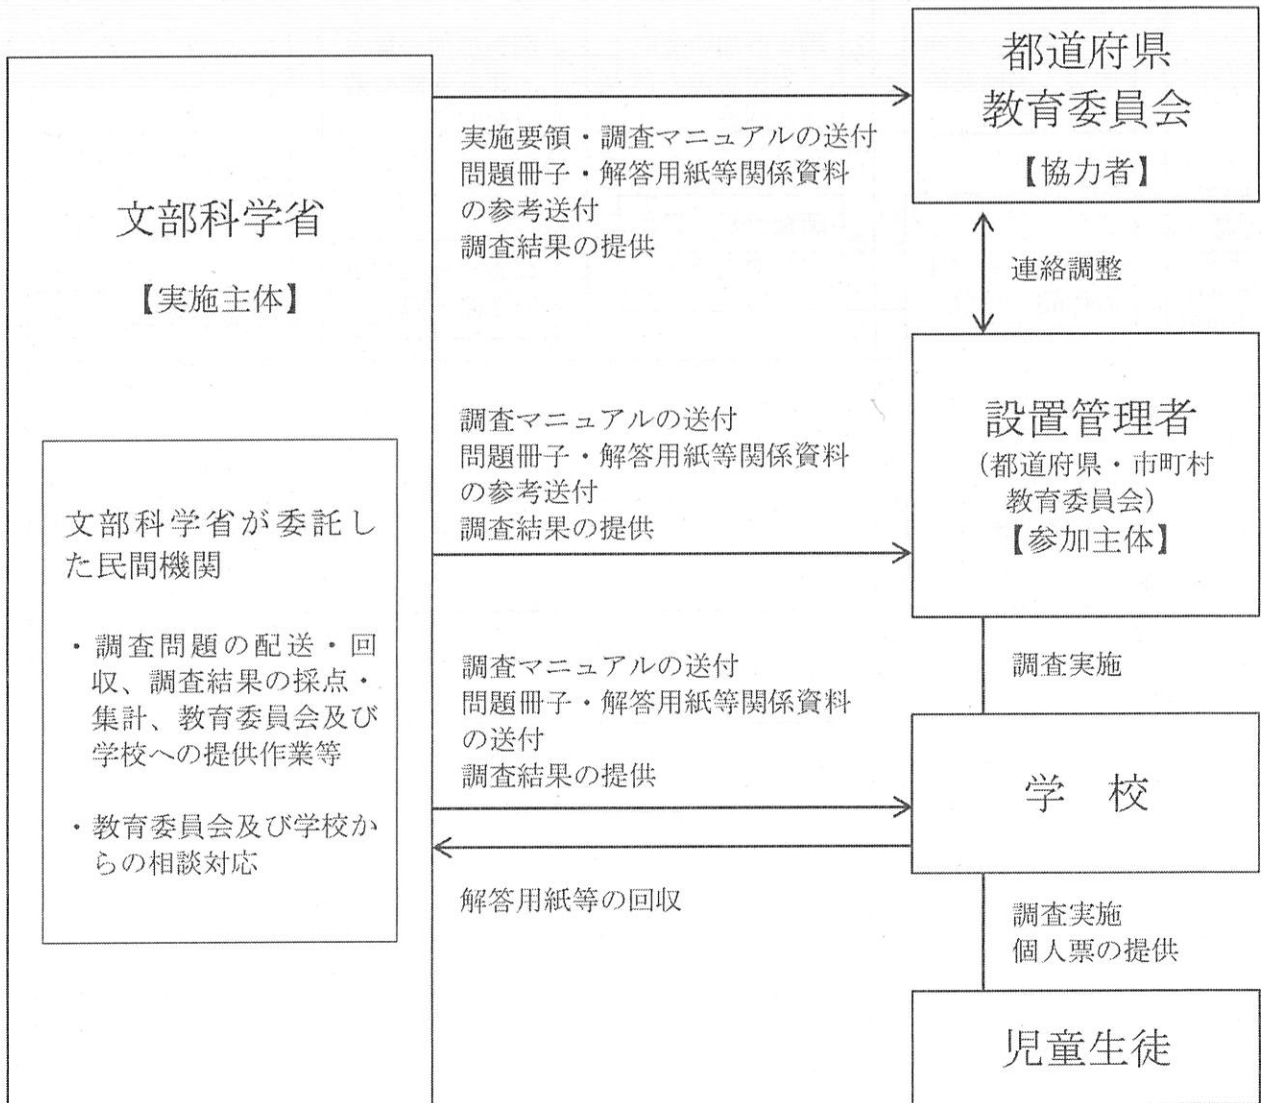 文部科学省
【実施主体】
文部科学省が委託し
た民間機関
・調査問題の配送・回
収、調査結果の採点・
集計、教育委員会及び
学校への提供作業等
・教育委員会及び学校か
らの相談対応
実施要領・調査マニュアルの送付
問題冊子・解答用紙等関係資料
の参考送付
調査結果の提供
調査マニュアルの送付
問題冊子・解答用紙等関係資料
の参考送付
調査結果の提供
調査マニュアルの送付
問題冊子・解答用紙等関係資料
の送付
調査結果の提供
解答用紙等の回収
都道府県
教育委員会
【協力者】
連絡調整
設置管理者
(都道府県・市町村
教育委員会)
【参加主体】
調査実施
学 校
調査実施
個人票の提供
児童生徒